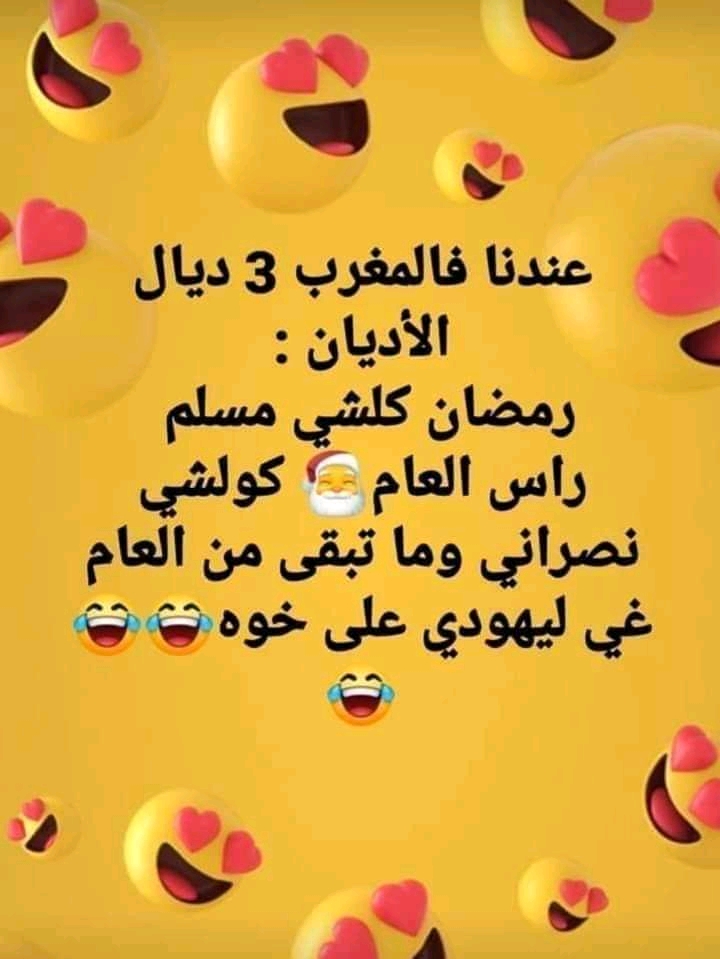 عندنا فالمغرب 3 ديال
الأديان :
رمضان كلشي مسلم
راس العام🎅 كولشي
نصراني وما تبقى من العام
غي ليهودي على خوه😂😂
😂